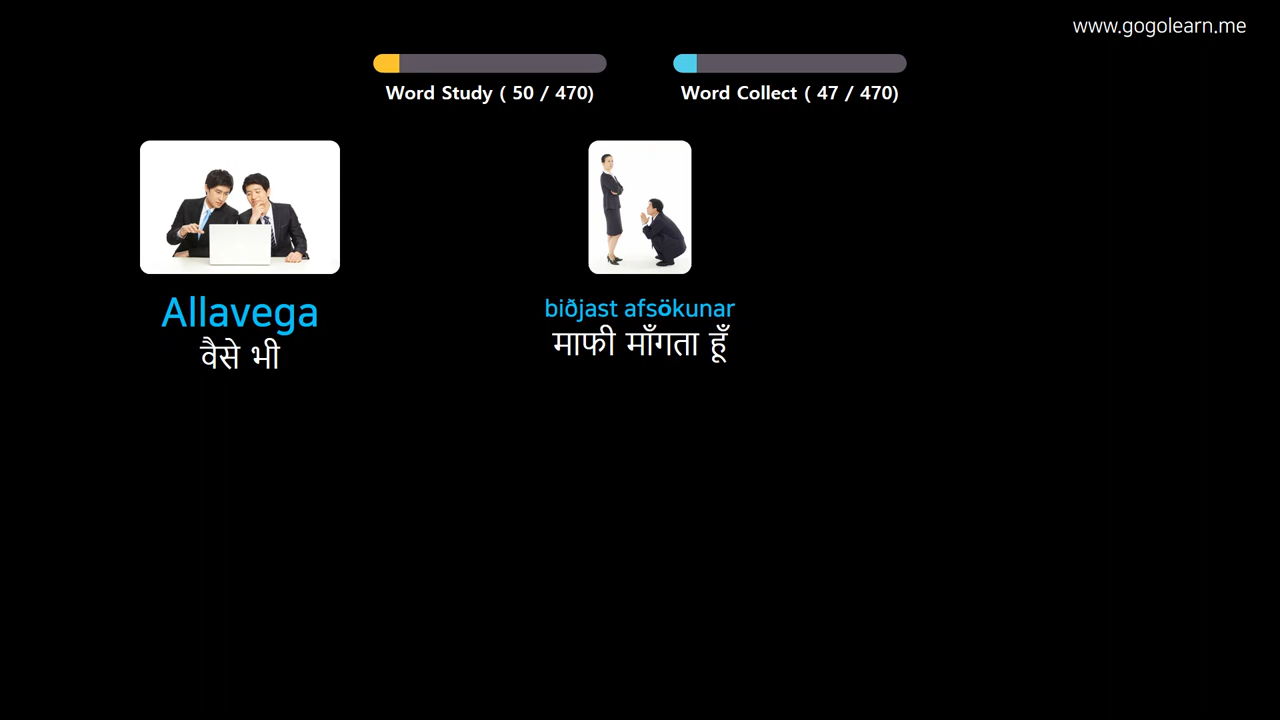 www.gogolearn.me
Word Study ( 50 / 470)
Word Collect ( 47 / 470)
Allavega
वैसे भी
biðjast afsökunar
माफी माँगता हूँ